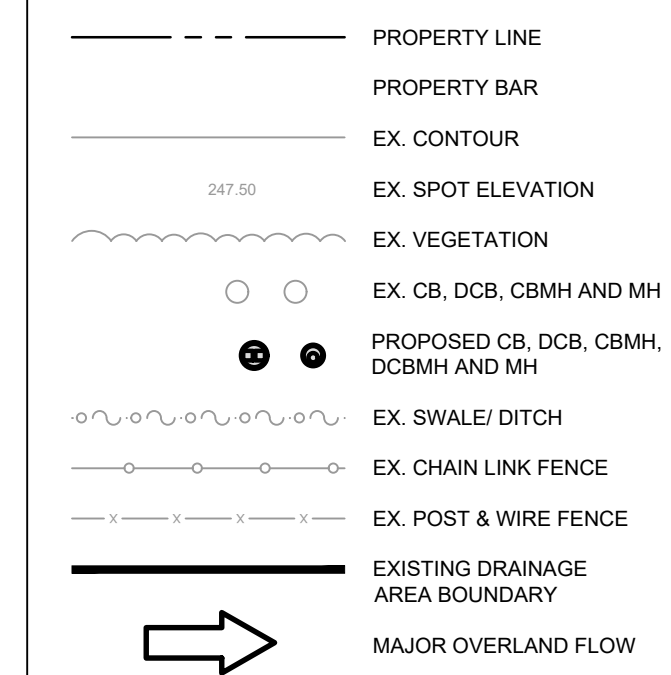 PROPERTY LINE
PROPERTY BAR
EX. CONTOUR
247.50 EX. SPOT ELEVATION
EX. VEGETATION
EX. CB, DCB, CBMH AND MH
PROPOSED CB, DCB, CBMH,
DCBMH AND MH
EX. SWALE/ DITCH
EX. CHAIN LINK FENCE
x x x x EX. POST & WIRE FENCE
EXISTING DRAINAGE
AREA BOUNDARY
MAJOR OVERLAND FLOW